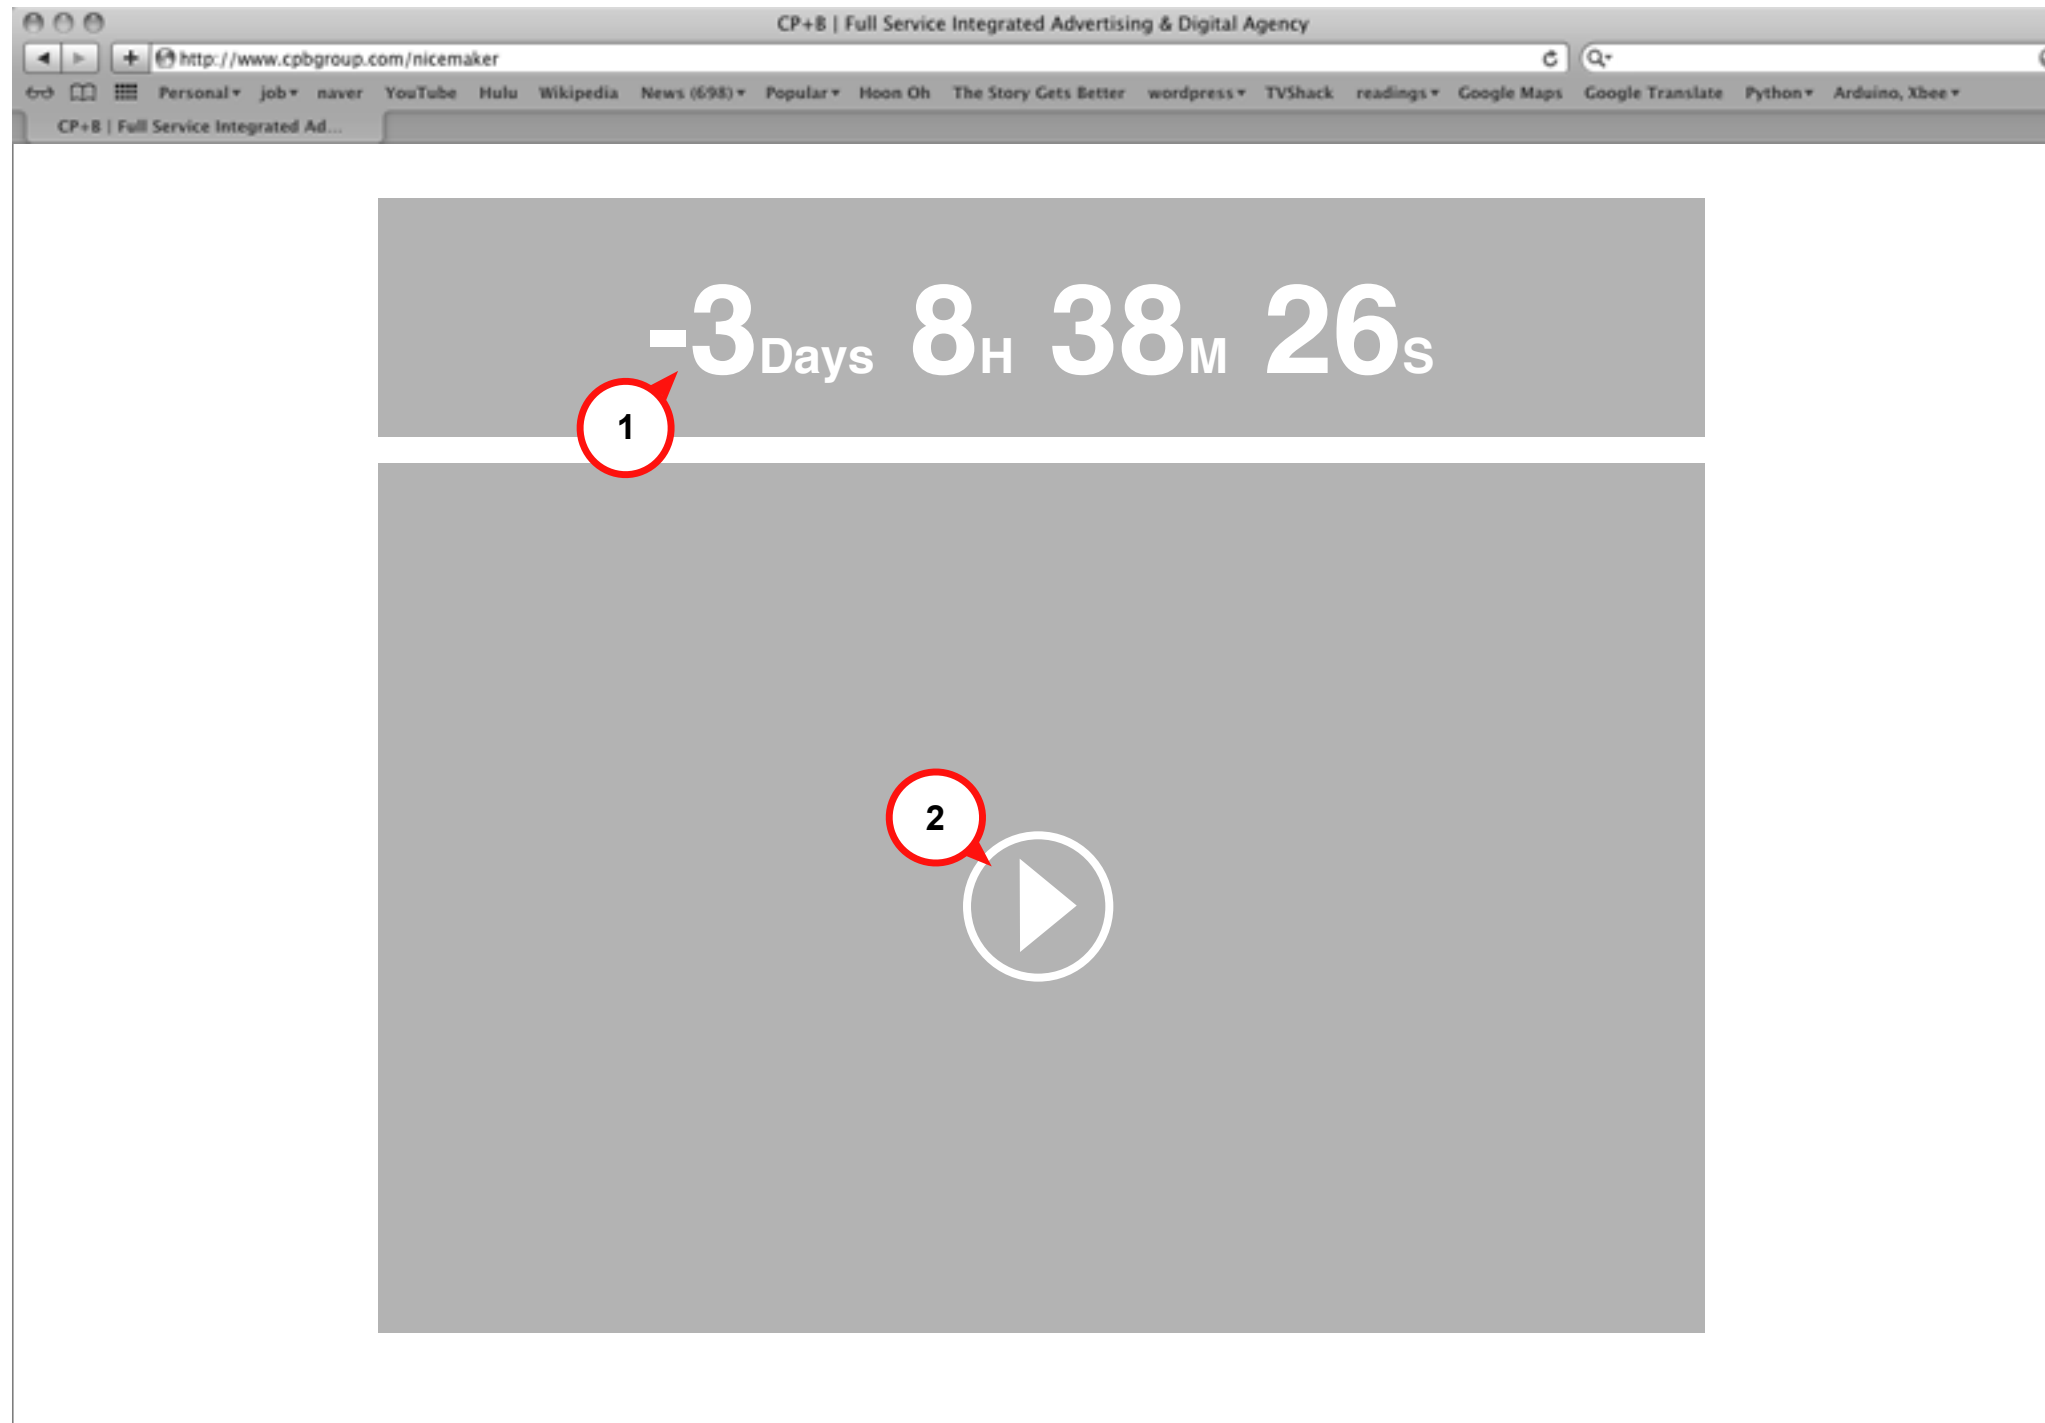 CP+B | Full Service Integrated Advertising & Digital Agency
http://www.cpbgroup.com/nicemaker
Personal job naver YouTube Hulu Wikipedia News (698) Popular Hoon Oh The Story Gets Better wordpress TVShack readings Google Maps Google Translate Python Arduino, Xbee
CP+B | Full Service Integrated Ad...
-3Days 8H 38M 26S
1
2